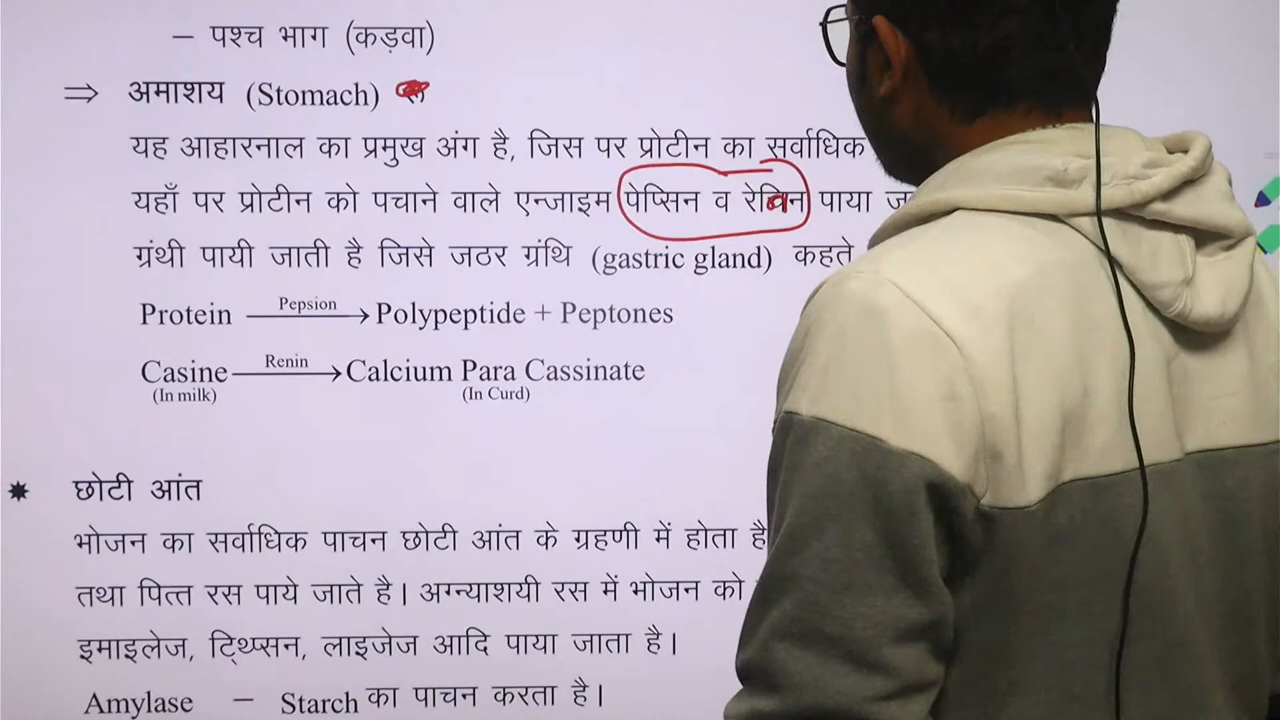 – पश्च भाग (कड़वा)
⇒ अमाशय (Stomach)
यह आहारनाल का प्रमुख अंग है, जिस पर प्रोटीन का सर्वाधिक
यहाँ पर प्रोटीन को पचाने वाले एन्जाइम पेप्सिन व पाया
ग्रंथी पायी जाती है जिसे जठर ग्रंथि (gastric gland) कहते
Protein Pepsion → Polypeptide + Peptones
Casine Renin → Calcium Para Cassinate
(In milk) (In Curd)
✸ छोटी आंत
भोजन का सर्वाधिक पाचन छोटी आंत के ग्रहणी में होता है
तथा पित्त रस पाये जाते है। अग्न्याशयी रस में भोजन को
इमाइलेज, ट्थ्प्सिन, लाइजेज आदि पाया जाता है।
Amylase – Starch का पाचन करता है।